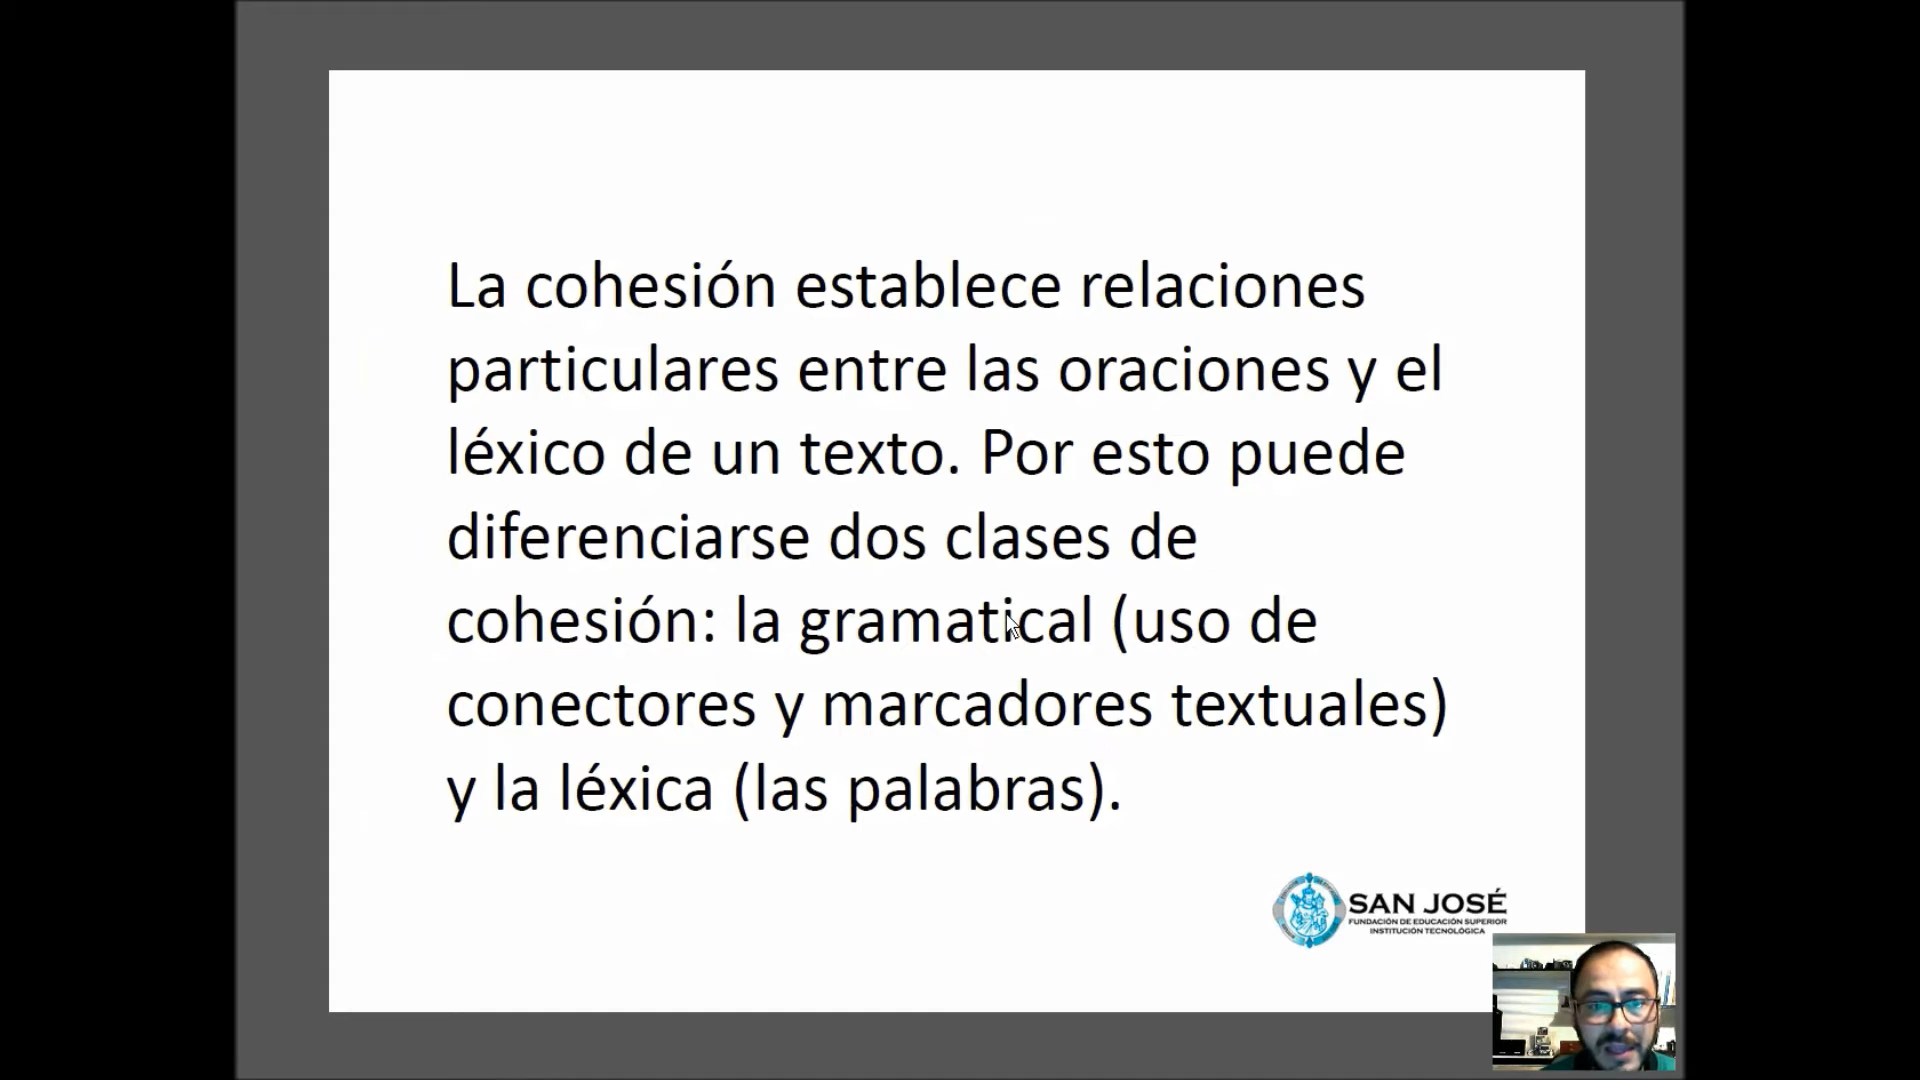 La cohesión establece relaciones
particulares entre las oraciones y el
léxico de un texto. Por esto puede
diferenciarse dos clases de
cohesión: la gramatical (uso de
conectores y marcadores textuales)
y la léxica (las palabras).
SAN JOSÉ
FUNDACIÓN DE EDUCACIÓN SUPERIOR
INSTITUCIÓN TECNOLÓGICA